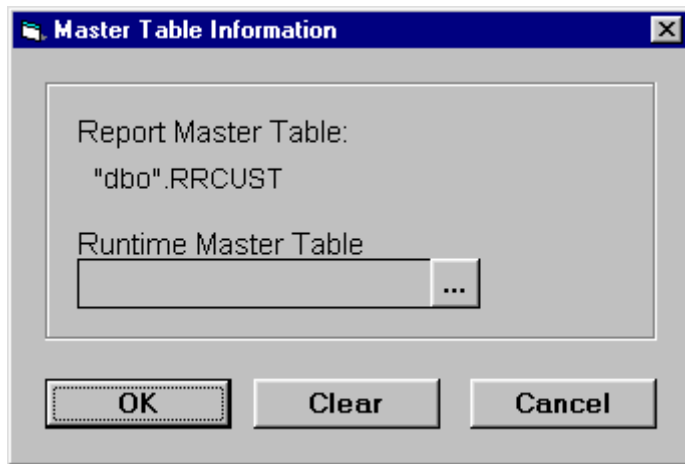 Master Table Information
Report Master Table:
"dbo".RRCUST
Runtime Master Table
...
OK Clear Cancel